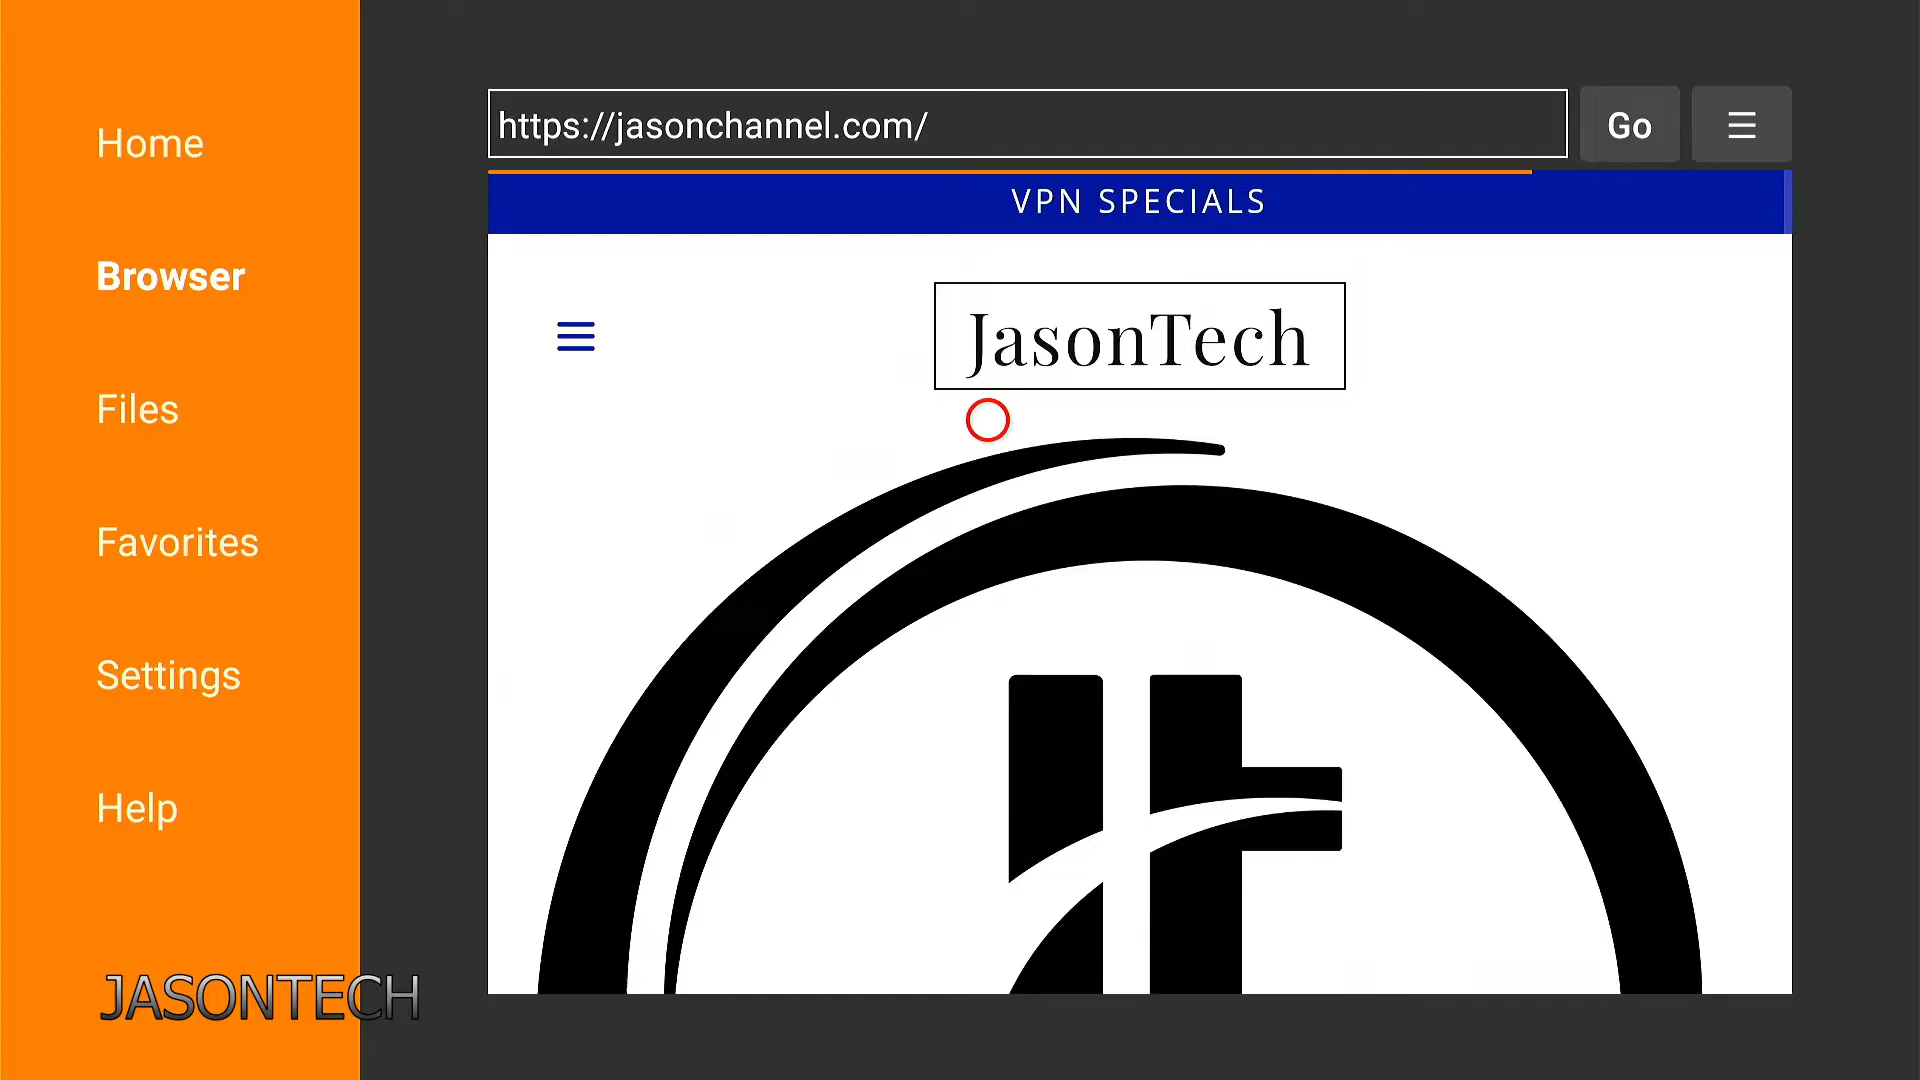 Home
Browser
Files
Favorites
Settings
Help
JASONTECH
https://jasonchannel.com/
Go
VPN SPECIALS
JasonTech